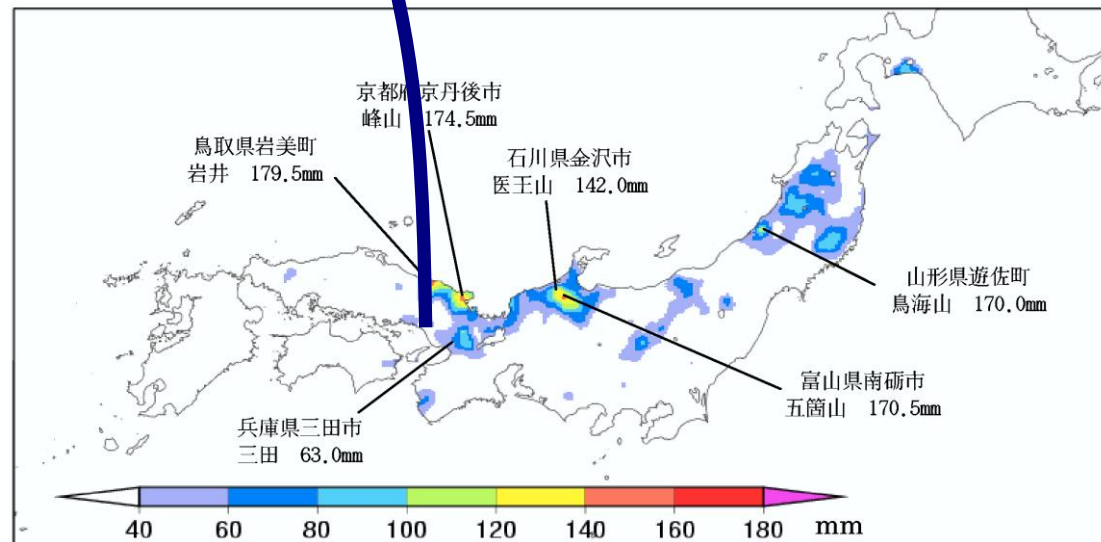 京都府京丹後市
峰山　174.5mm
鳥取県岩美町
岩井　179.5mm
石川県金沢市
医王山　142.0mm
山形県遊佐町
鳥海山　170.0mm
富山県南砺市
五箇山　170.5mm
兵庫県三田市
三田　63.0mm
40 60 80 100 120 140 160 180 mm